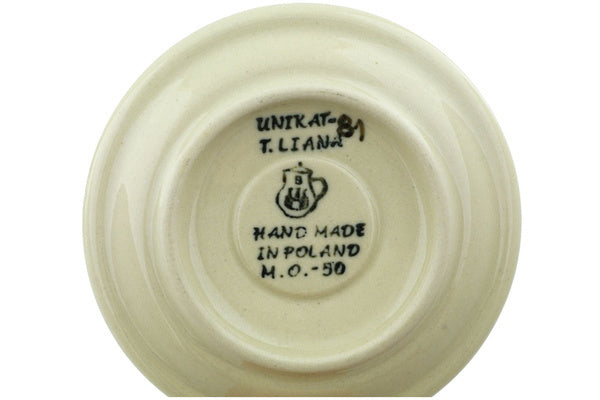 UNIKAT-81
T. LIANA
S
HAND MADE
IN POLAND
M.O.-50